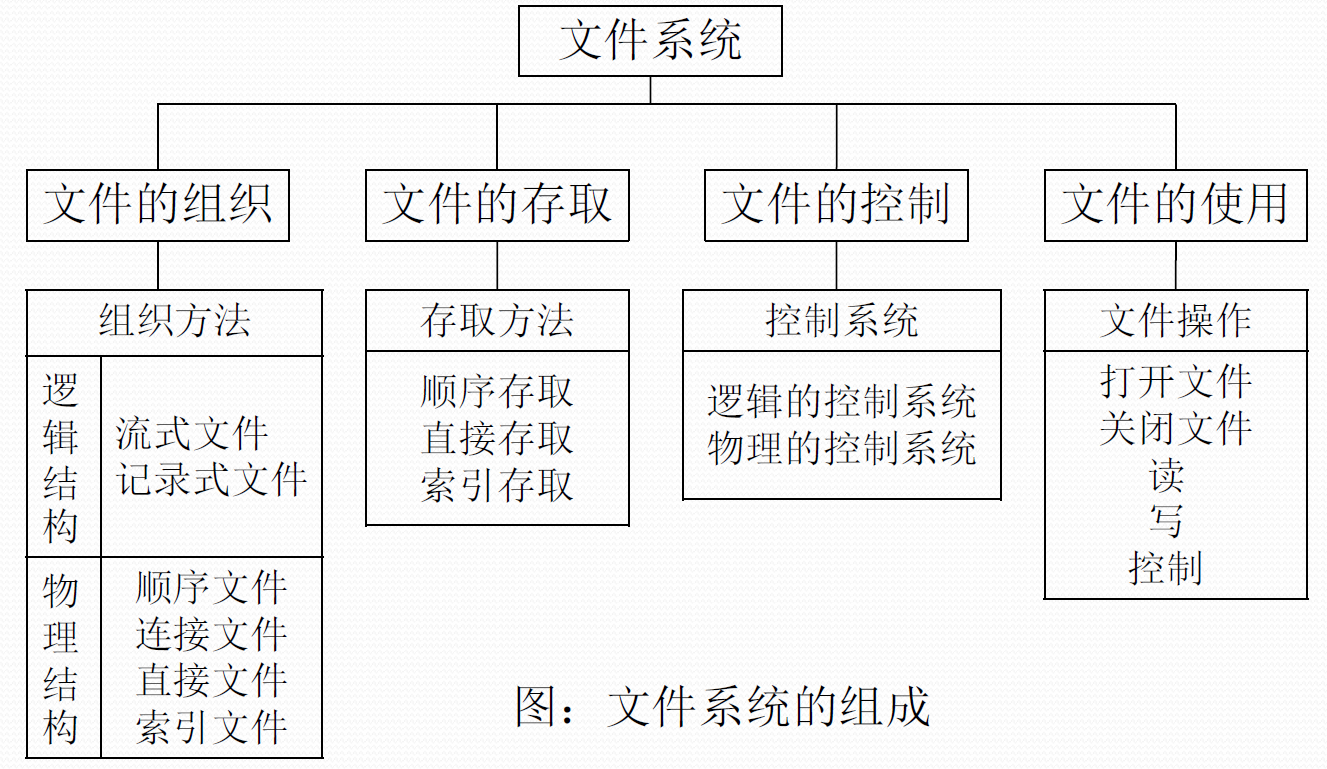 文件系统
文件的组织
文件的存取
文件的控制
文件的使用
组织方法
逻辑结构
流式文件
记录式文件
物理结构
顺序文件
连接文件
直接文件
索引文件
存取方法
顺序存取
直接存取
索引存取
控制系统
逻辑的控制系统
物理的控制系统
文件操作
打开文件
关闭文件
读
写
控制
图：文件系统的组成